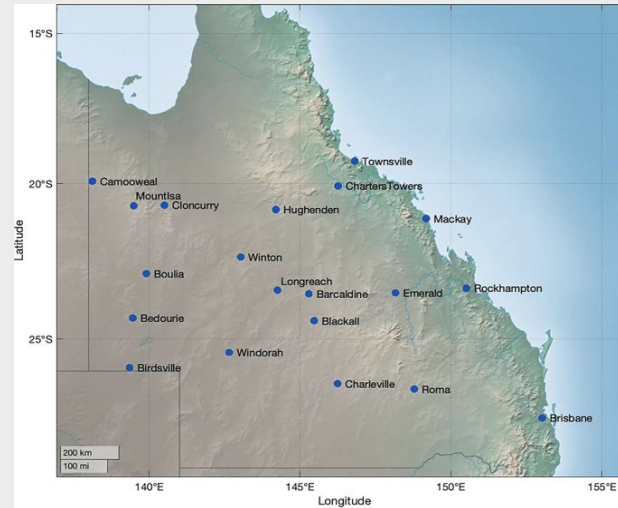 15°S
Townsville
Camooweal
20°S
ChartersTowers
MountIsa
Cloncurry
Hughenden
Mackay
Latitude
Winton
Boulia
Longreach
Barcaldine
Emerald
Rockhampton
Bedourie
Blackall
25°S
Windorah
Birdsville
Charleville
Roma
Brisbane
200 km
100 mi
140°E
145°E
150°E
155°E
Longitude